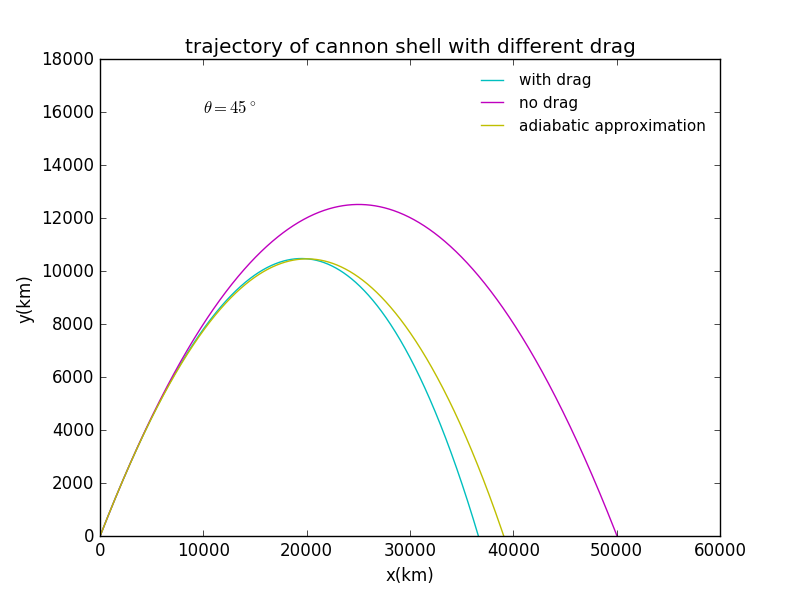 trajectory of cannon shell with different drag
18000
16000
14000
12000
10000
8000
6000
4000
2000
0
y(km)
θ = 45°
with drag
no drag
adiabatic approximation
0 10000 20000 30000 40000 50000 60000
x(km)